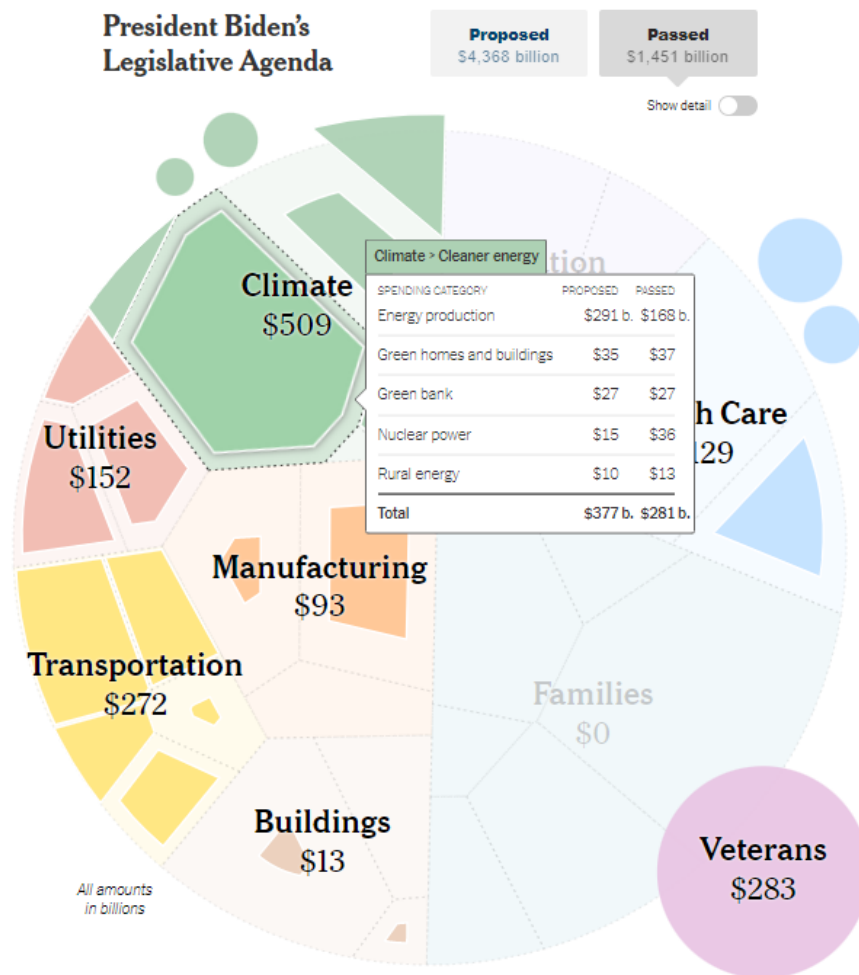 President Biden's
Legislative Agenda
Proposed
$4,368 billion
Passed
$1,451 billion
Show detail
Climate
$509
Climate > Cleaner energy
tion
SPENDING CATEGORY PROPOSED PASSED
Energy production $291 b. $168 b.
Green homes and buildings $35 $37
Green bank $27 $27
Nuclear power $15 $36
Rural energy $10 $13
Total $377 b. $281 b.
h Care
129
Utilities
$152
Manufacturing
$93
Transportation
$272
Families
$0
Buildings
$13
Veterans
$283
All amounts
in billions